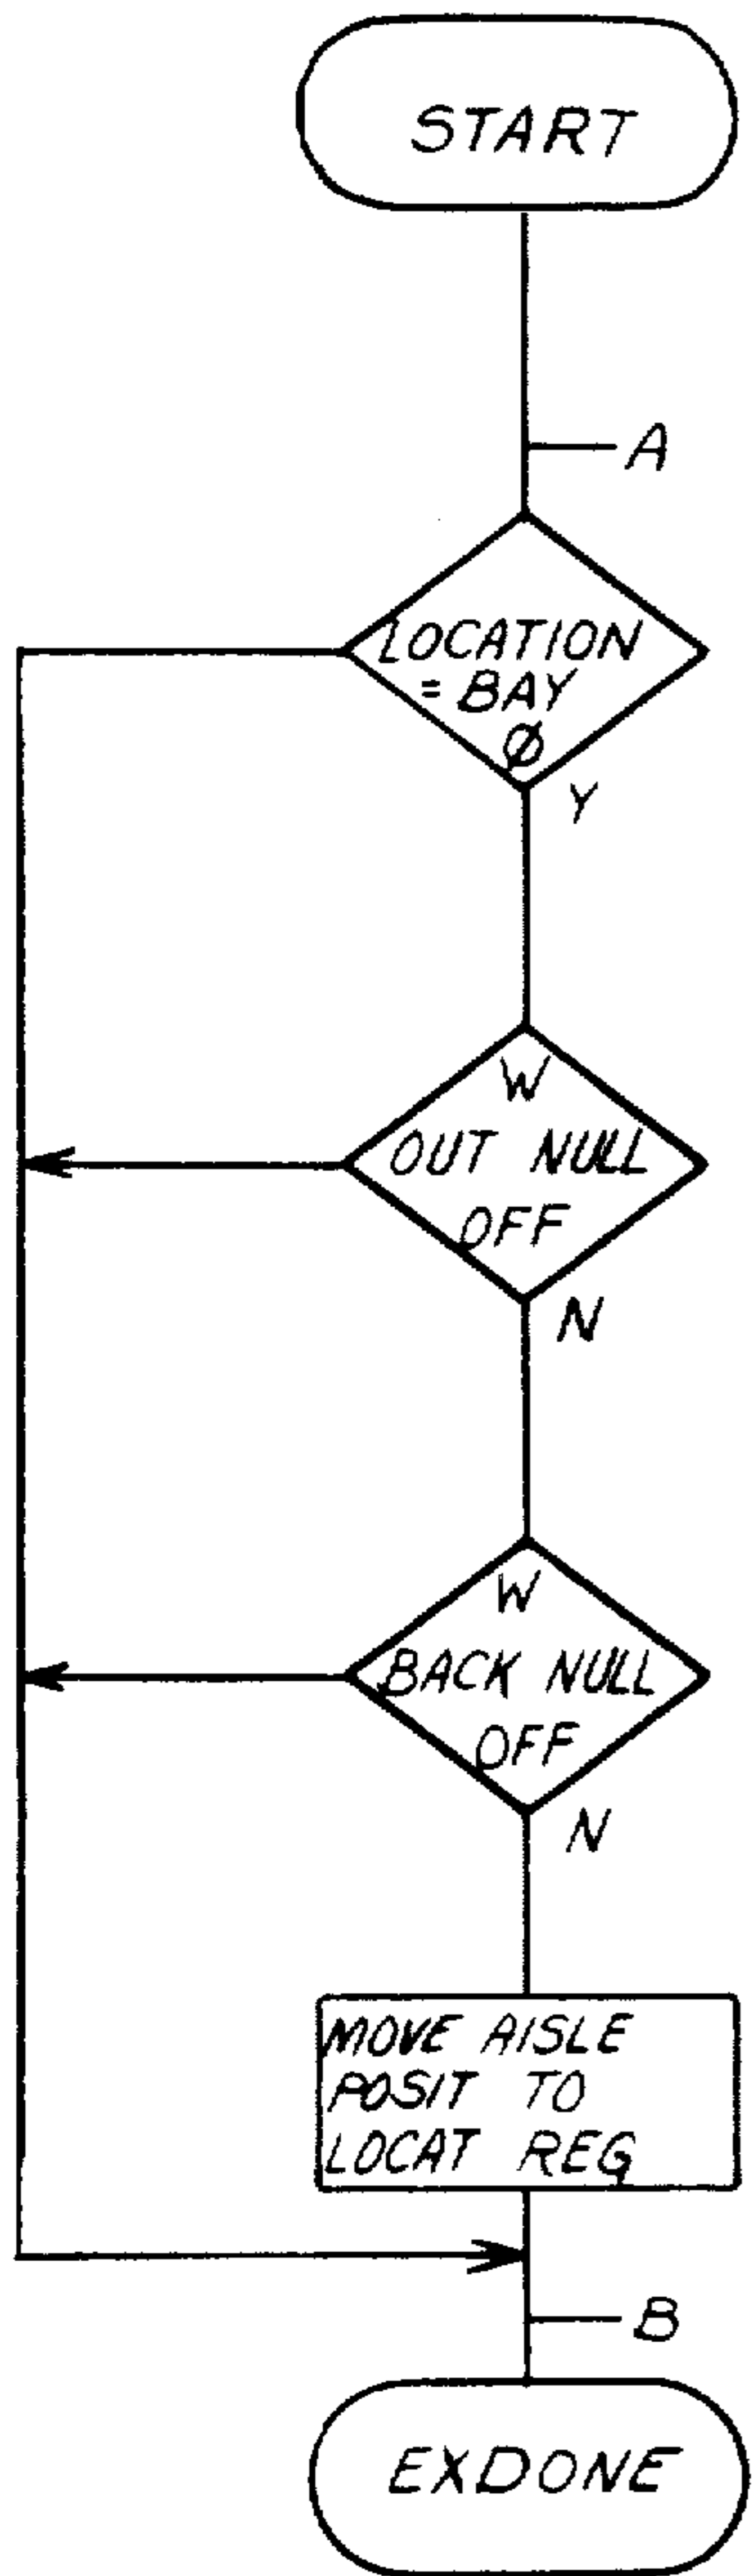 START
A
LOCATION
= BAY
Ø
Y
W
OUT NULL
OFF
N
W
BACK NULL
OFF
N
MOVE AISLE
POSIT TO
LOCAT REG
B
EXDONE